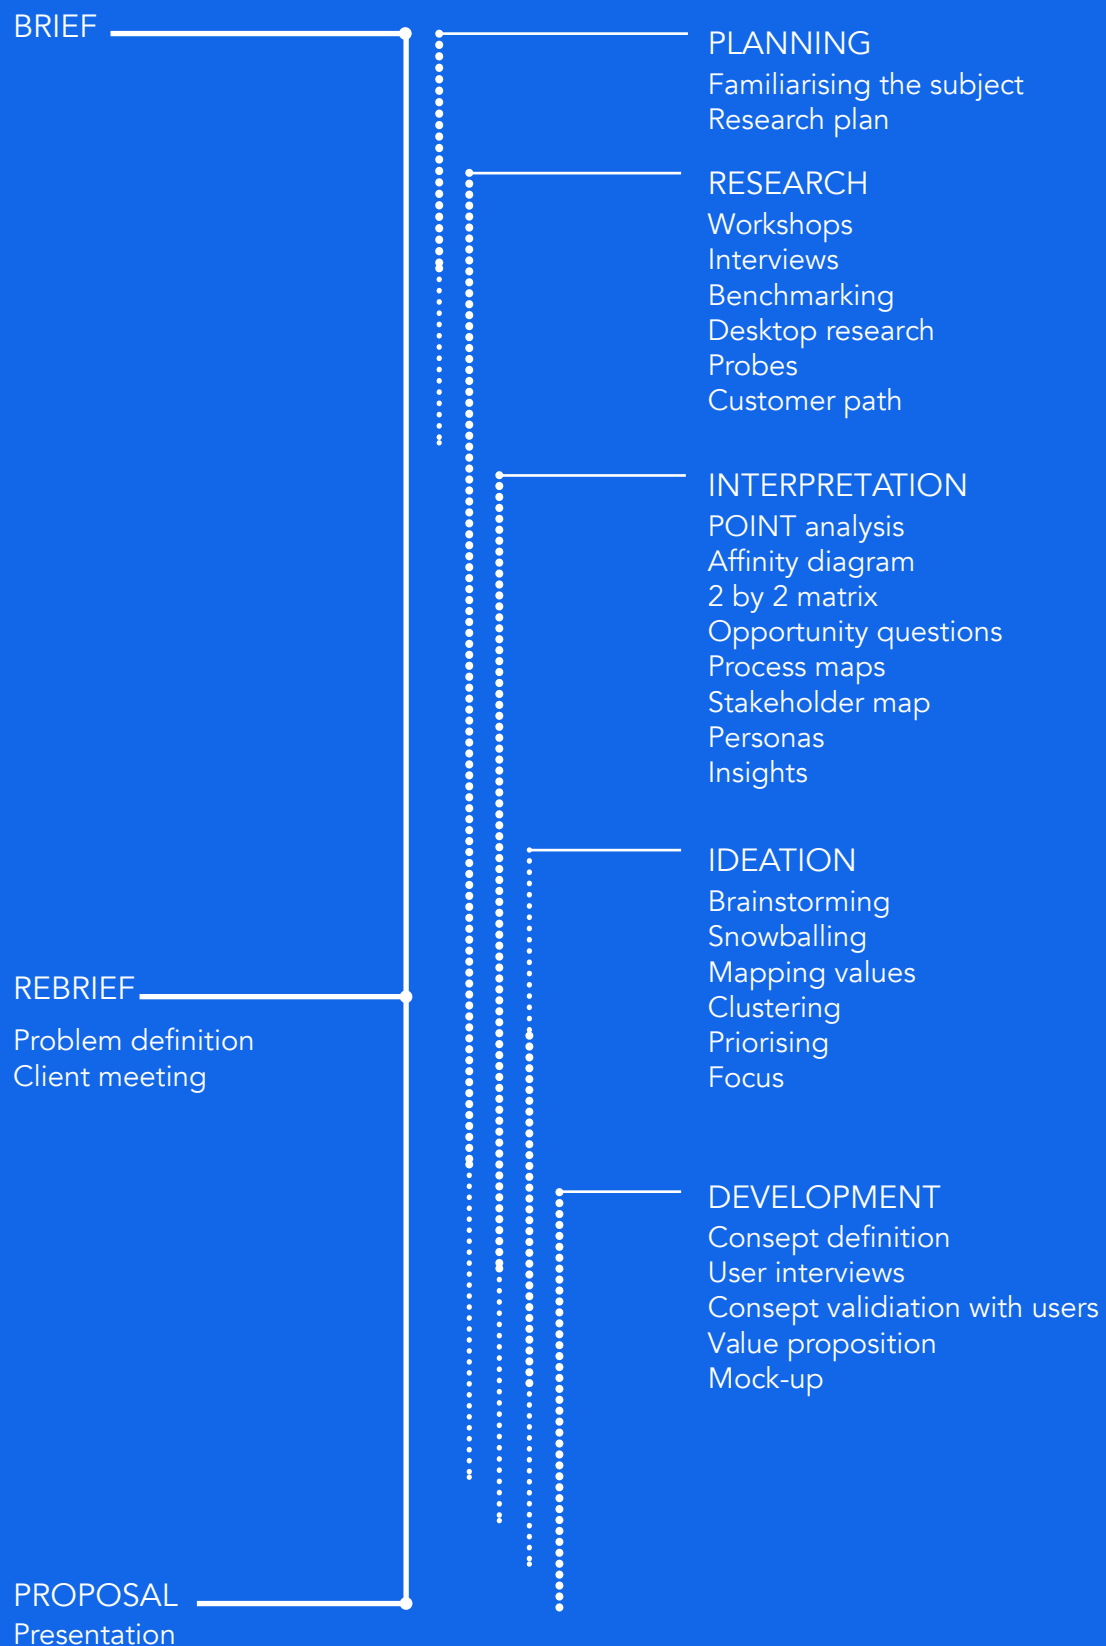 BRIEF
PLANNING
Familiarising the subject
Research plan
RESEARCH
Workshops
Interviews
Benchmarking
Desktop research
Probes
Customer path
INTERPRETATION
POINT analysis
Affinity diagram
2 by 2 matrix
Opportunity questions
Process maps
Stakeholder map
Personas
Insights
IDEATION
Brainstorming
Snowballing
Mapping values
Clustering
Priorising
Focus
REBRIEF
Problem definition
Client meeting
DEVELOPMENT
Consept definition
User interviews
Consept validiation with users
Value proposition
Mock-up
PROPOSAL
Presentation